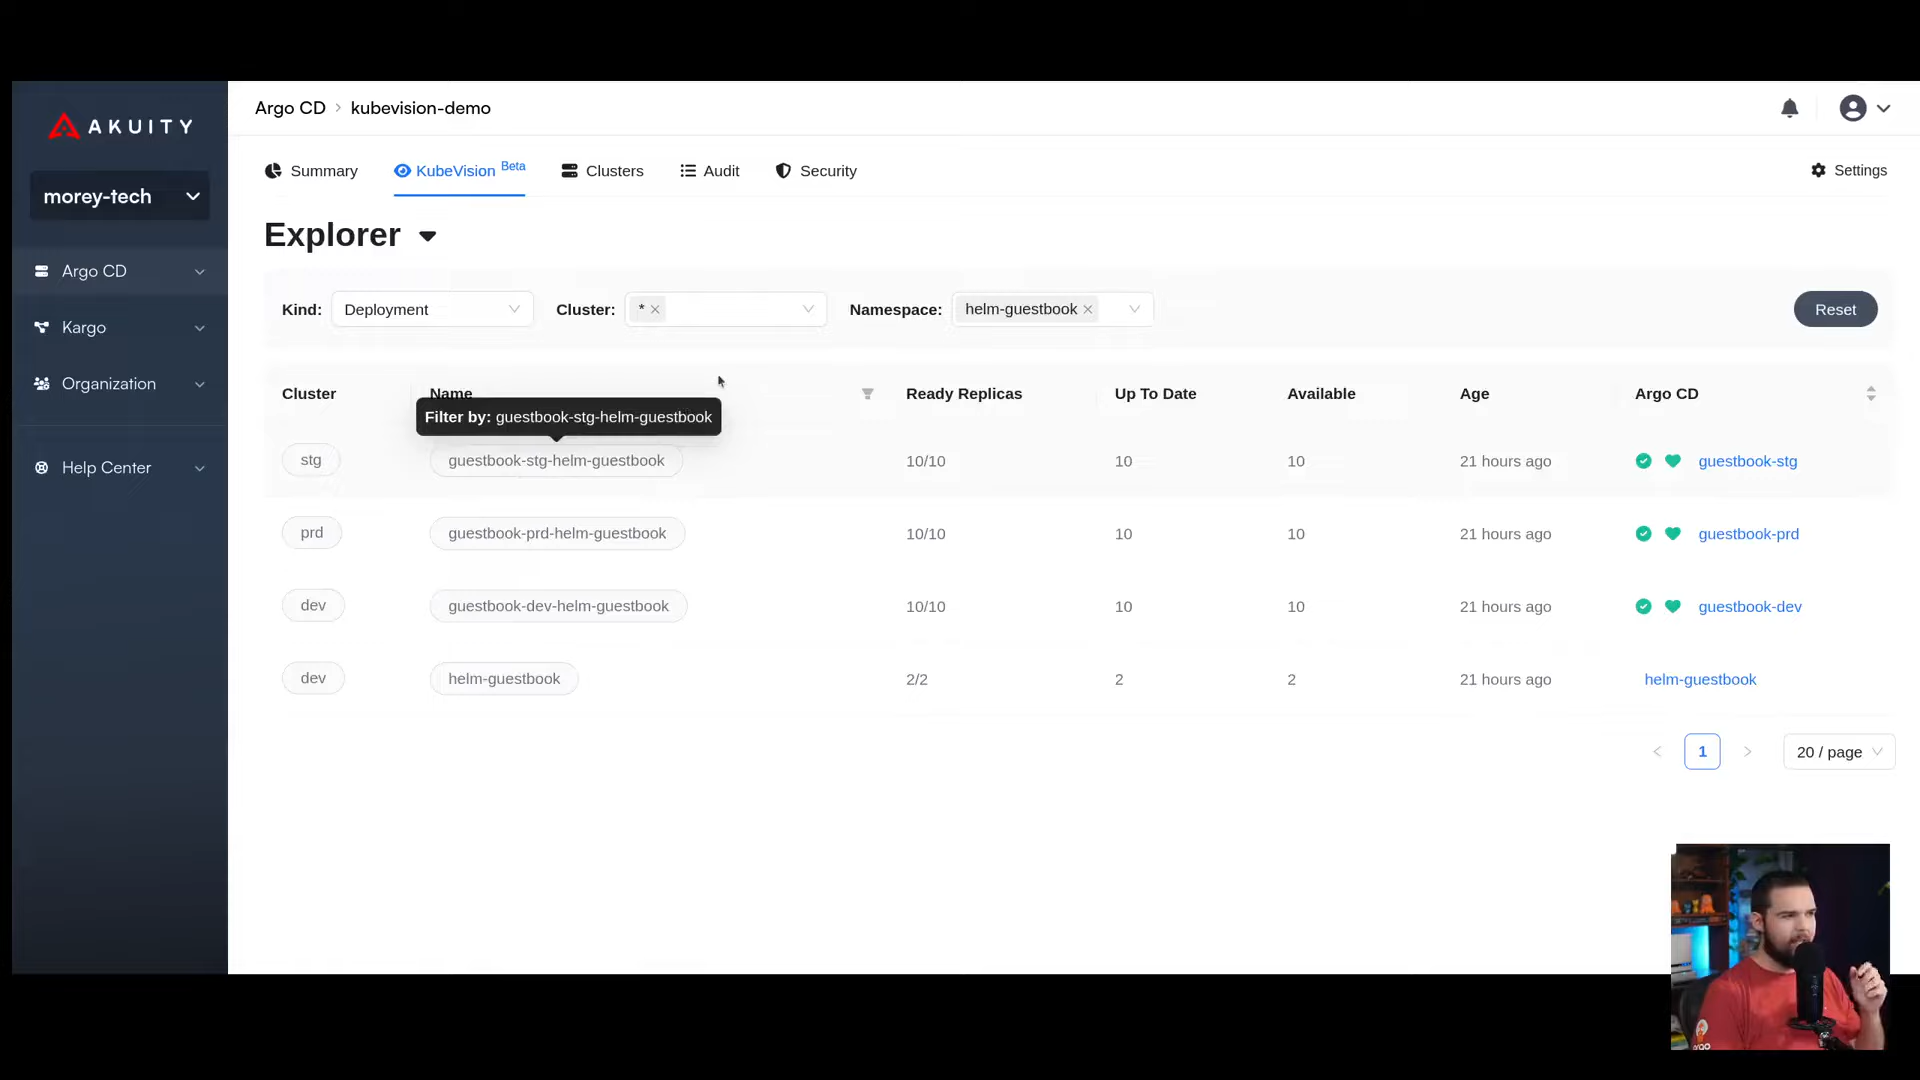 AKUITY
morey-tech
Argo CD
Kargo
Organization
Help Center
Argo CD > kubevision-demo
Summary
KubeVision Beta
Clusters
Audit
Security
Settings
Explorer
Kind: Deployment
Cluster: * ×
Namespace: helm-guestbook ×
Reset
Cluster Name Ready Replicas Up To Date Available Age Argo CD
Filter by: guestbook-stg-helm-guestbook
stg guestbook-stg-helm-guestbook 10/10 10 10 21 hours ago guestbook-stg
prd guestbook-prd-helm-guestbook 10/10 10 10 21 hours ago guestbook-prd
dev guestbook-dev-helm-guestbook 10/10 10 10 21 hours ago guestbook-dev
dev helm-guestbook 2/2 2 2 21 hours ago helm-guestbook
< 1 > 20 / page